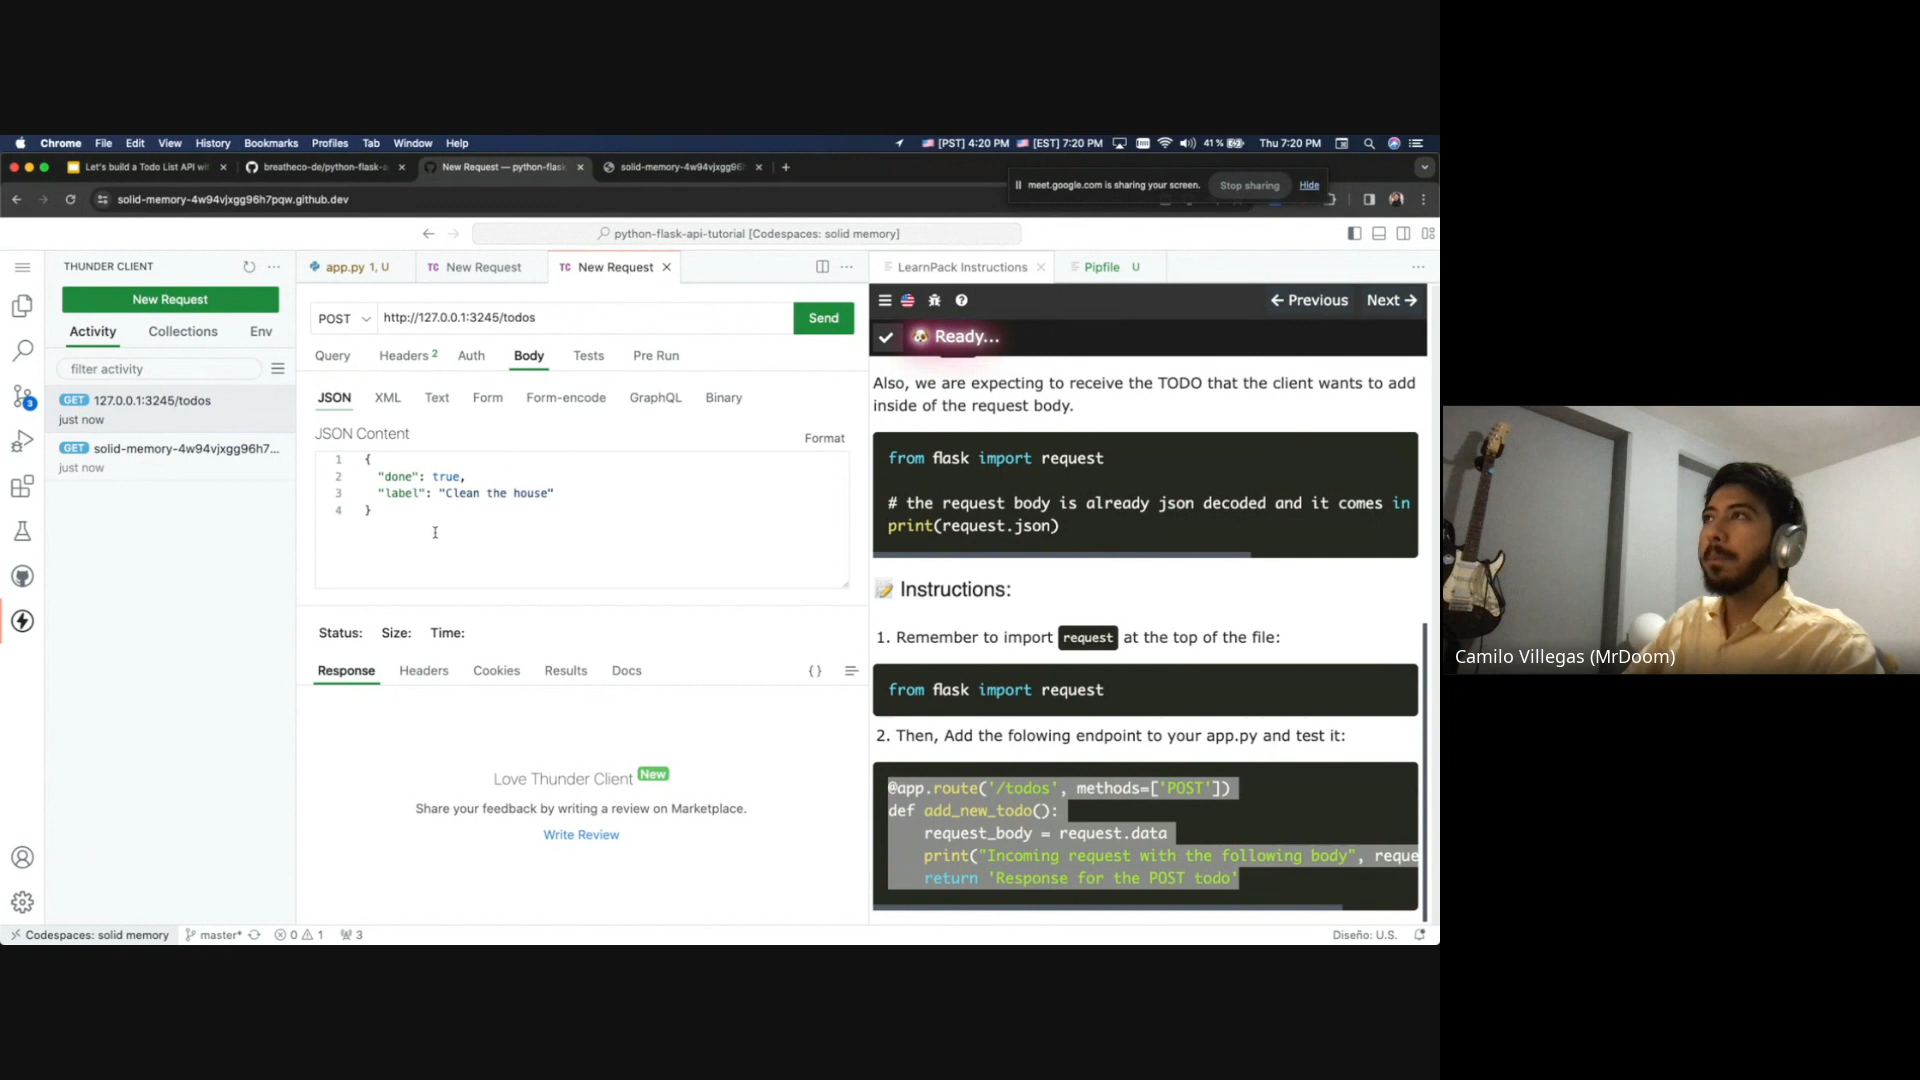 Chrome File Edit View History Bookmarks Profiles Tab Window Help
[PST] 4:20 PM [EST] 7:20 PM 41% Thu 7:20 PM
Let's build a Todo List API wi
breatheco-de/python-flask-a
New Request — python-flask
solid-memory-4w94vjxgg96
meet.google.com is sharing your screen. Stop sharing Hide
solid-memory-4w94vjxgg96h7pqw.github.dev
python-flask-api-tutorial [Codespaces: solid memory]
THUNDER CLIENT
New Request
Activity Collections Env
filter activity
GET 127.0.0.1:3245/todos
just now
GET solid-memory-4w94vjxgg96h7...
just now
app.py 1, U
TC New Request
TC New Request
POST http://127.0.0.1:3245/todos Send
Query Headers 2 Auth Body Tests Pre Run
JSON XML Text Form Form-encode GraphQL Binary
JSON Content
Format
1 {
2 "done": true,
3 "label": "Clean the house"
4 }
Status: Size: Time:
Response Headers Cookies Results Docs {}
Love Thunder Client New
Share your feedback by writing a review on Marketplace.
Write Review
LearnPack Instructions
Pipfile U
Previous Next
Ready...
Also, we are expecting to receive the TODO that the client wants to add
inside of the request body.
from flask import request
# the request body is already json decoded and it comes in
print(request.json)
Instructions:
1. Remember to import request at the top of the file:
from flask import request
2. Then, Add the folowing endpoint to your app.py and test it:
@app.route('/todos', methods=['POST'])
def add_new_todo():
request_body = request.data
print("Incoming request with the following body", reque
return 'Response for the POST todo'
3
Codespaces: solid memory master* 0 1 3
Diseño: U.S.
Camilo Villegas (MrDoom)